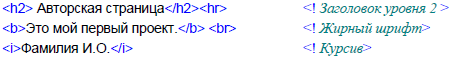 <h2> Авторская страница</h2><hr> <! Заголовок уровня 2 >
<b>Это мой первый проект.</b> <br> <! Жирный шрифт>
<i>Фамилия И.О.</i> <! Курсив>